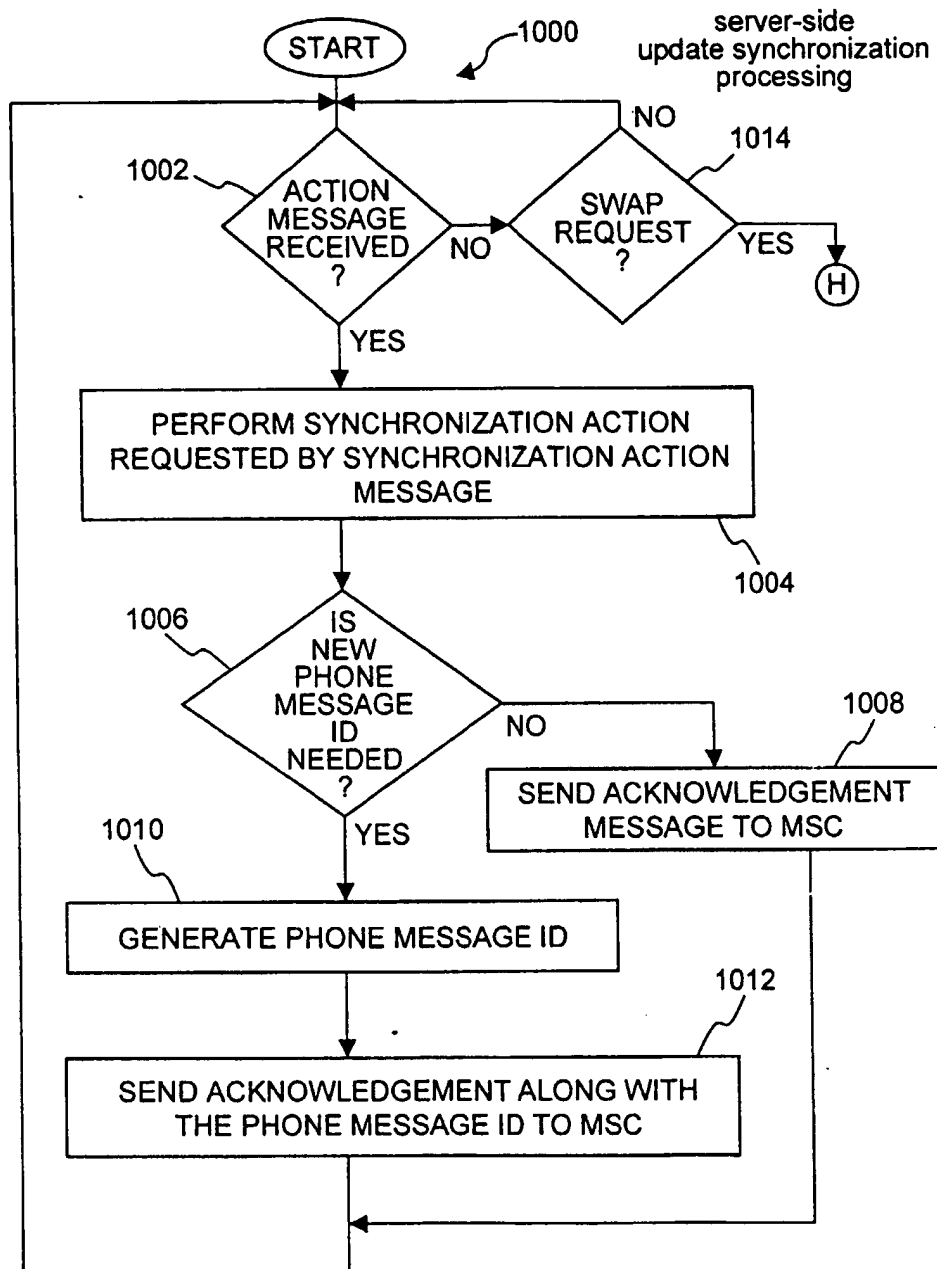 START
1000
server-side
update synchronization
processing
NO
1002
1014
ACTION
MESSAGE
RECEIVED
?
NO
SWAP
REQUEST
?
YES
H
YES
PERFORM SYNCHRONIZATION ACTION
REQUESTED BY SYNCHRONIZATION ACTION
MESSAGE
1004
1006
IS
NEW
PHONE
MESSAGE
ID
NEEDED
?
NO
1008
SEND ACKNOWLEDGEMENT
MESSAGE TO MSC
YES
1010
GENERATE PHONE MESSAGE ID
1012
SEND ACKNOWLEDGEMENT ALONG WITH
THE PHONE MESSAGE ID TO MSC